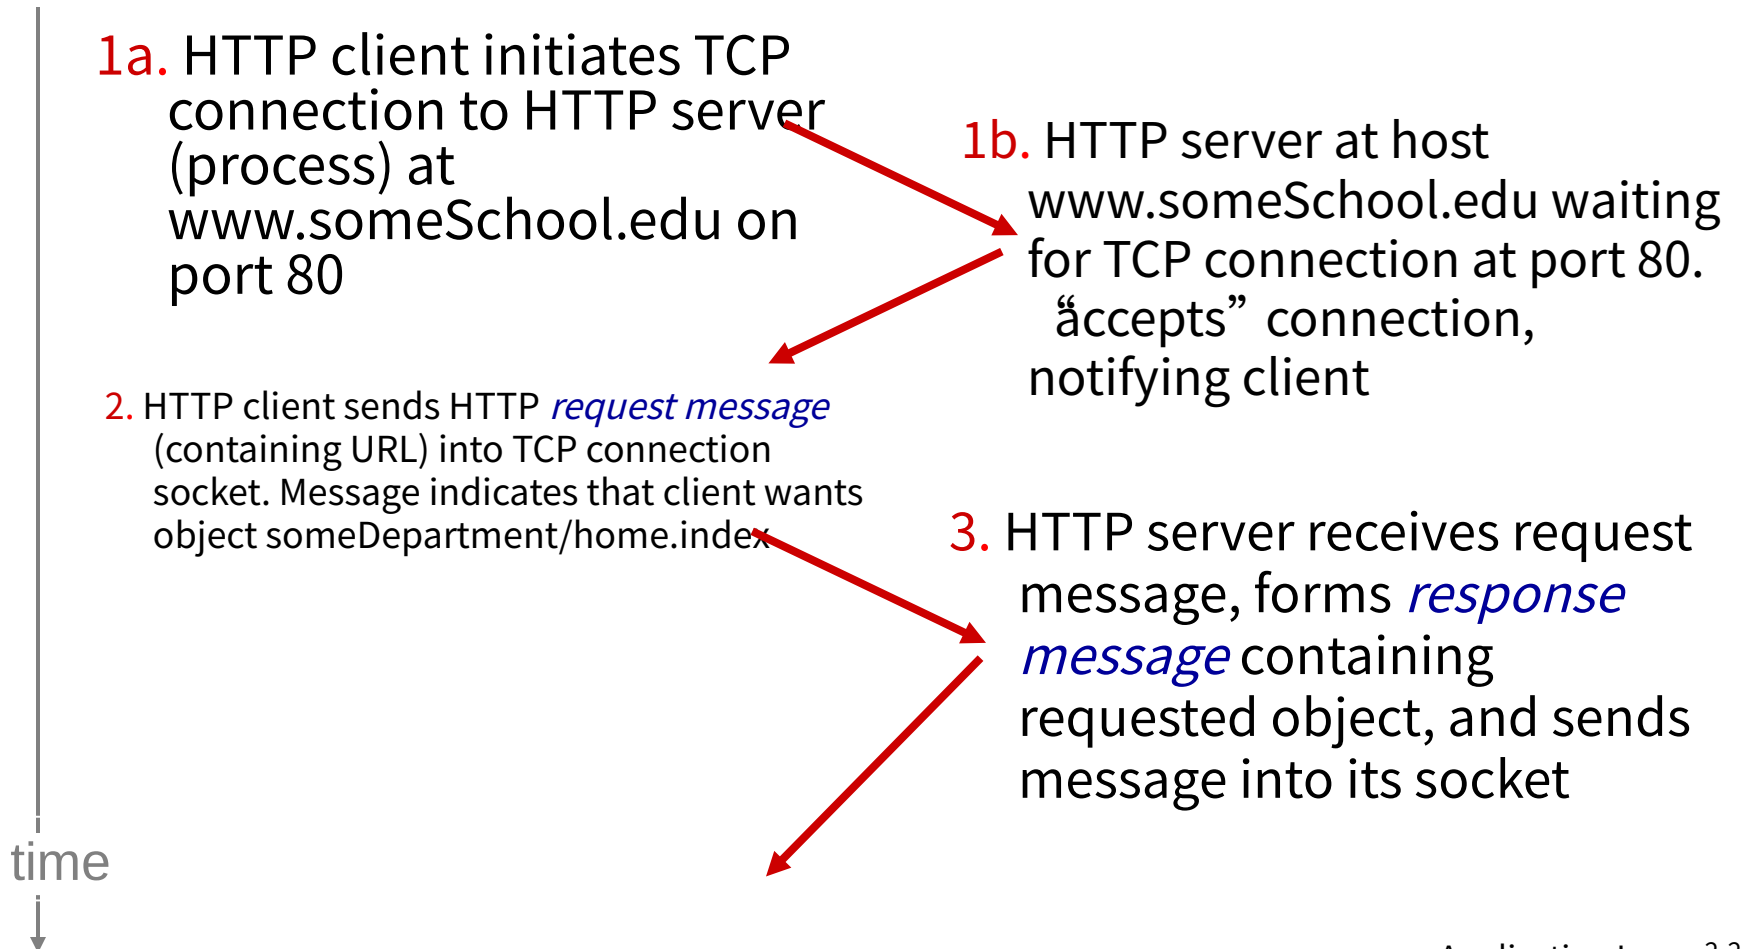 1a. HTTP client initiates TCP
connection to HTTP server
(process) at
www.someSchool.edu on
port 80
1b. HTTP server at host
www.someSchool.edu waiting
for TCP connection at port 80.
“accepts” connection,
notifying client
2. HTTP client sends HTTP request message
(containing URL) into TCP connection
socket. Message indicates that client wants
object someDepartment/home.index
3. HTTP server receives request
message, forms response
message containing
requested object, and sends
message into its socket
time